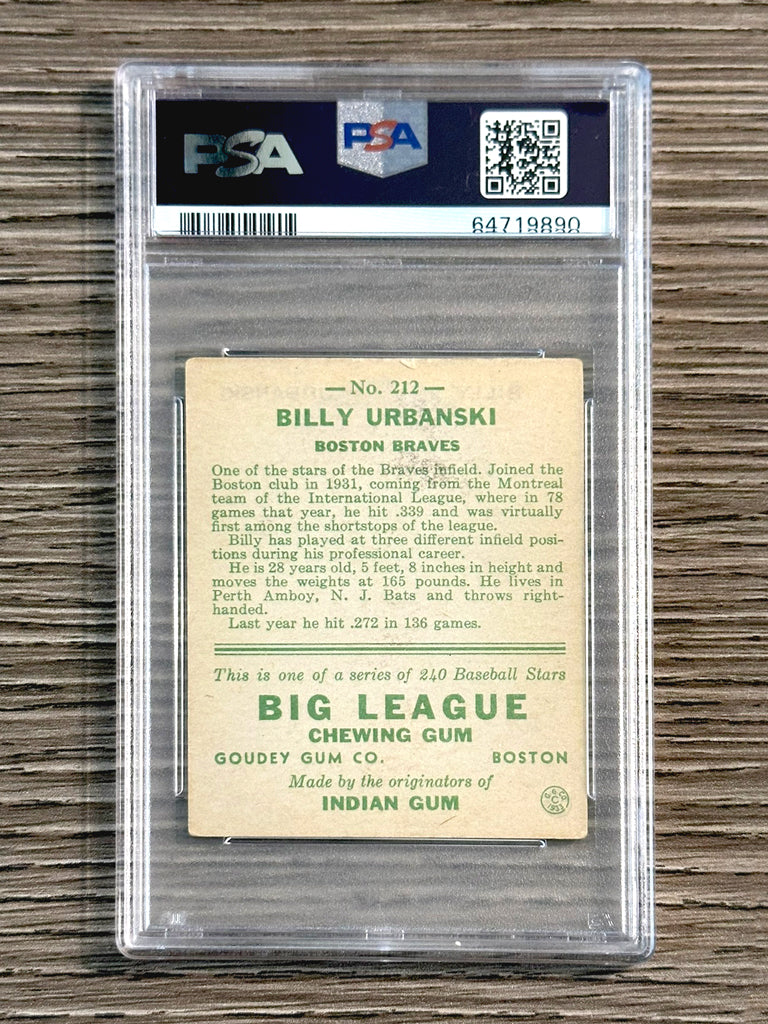 PSA PSA
64719890
— No. 212 —
BILLY URBANSKI
BOSTON BRAVES
One of the stars of the Braves infield. Joined the
Boston club in 1931, coming from the Montreal
team of the International League, where in 78
games that year, he hit .339 and was virtually
first among the shortstops of the league.
Billy has played at three different infield posi-
tions during his professional career.
He is 28 years old, 5 feet, 8 inches in height and
moves the weights at 165 pounds. He lives in
Perth Amboy, N. J. Bats and throws right-
handed.
Last year he hit .272 in 136 games.
This is one of a series of 240 Baseball Stars
BIG LEAGUE
CHEWING GUM
GOUDEY GUM CO. BOSTON
Made by the originators of
INDIAN GUM
G. G. CO.
C
1933